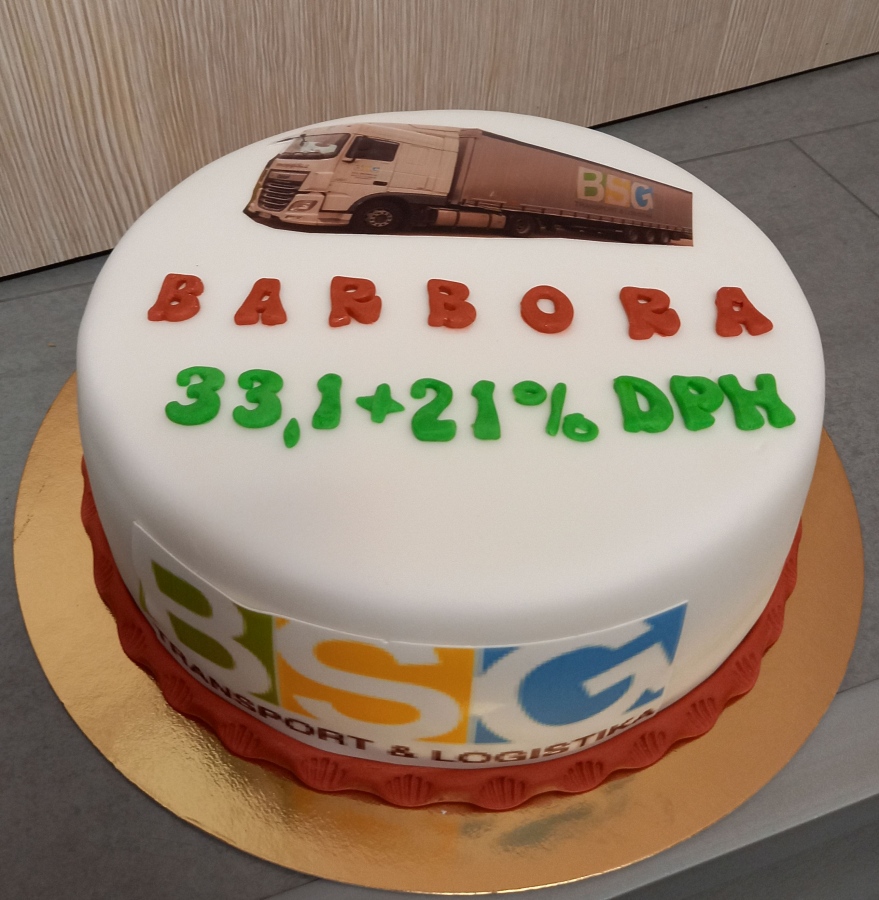 BSG
BARBORA
33,1+21% DPH
BSG
TRANSPORT & LOGISTIKA